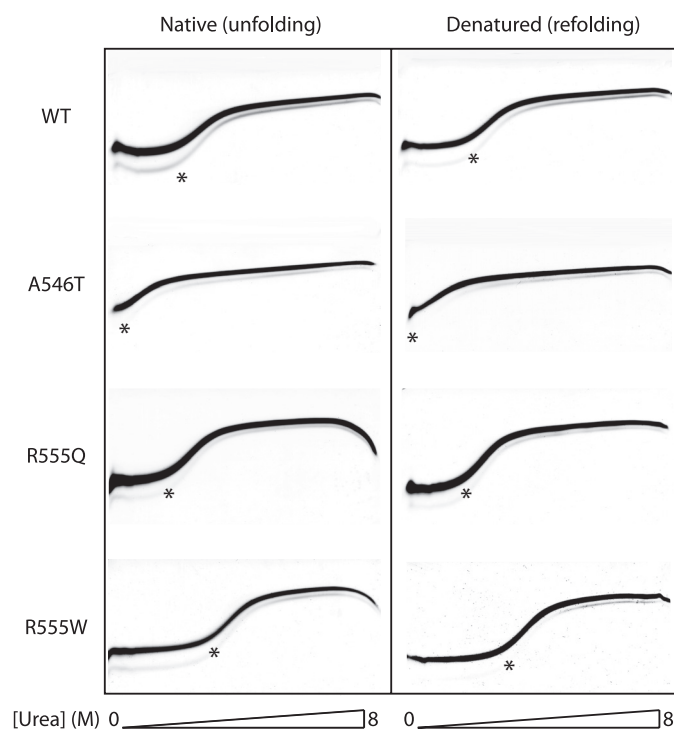 Native (unfolding) Denatured (refolding)
WT
*
*
A546T
*
*
R555Q
*
*
R555W
*
*
[Urea] (M) 0 8 0 8